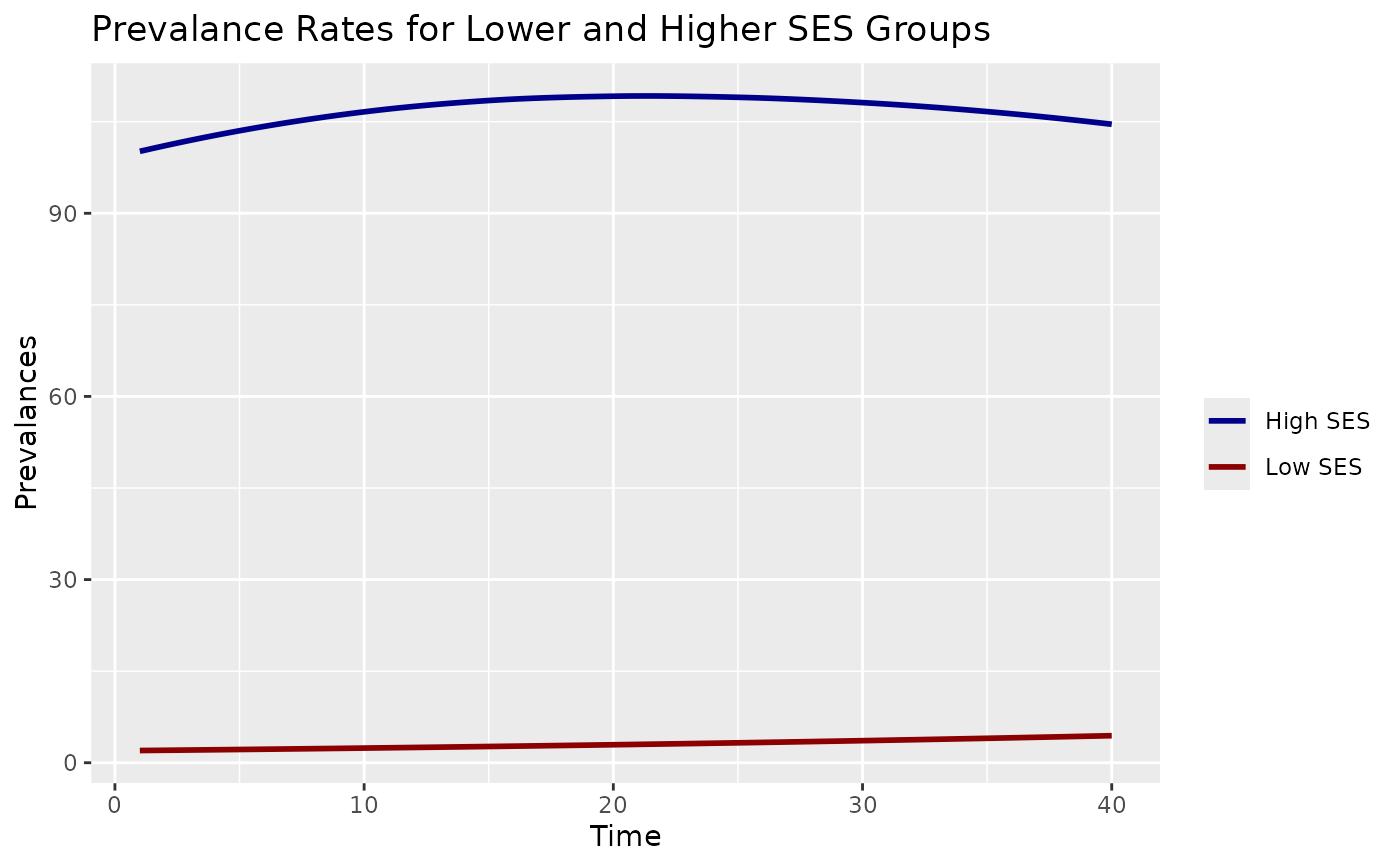 Prevalance Rates for Lower and Higher SES Groups
Prevalances
90
60
30
0
0 10 20 30 40
Time
High SES
Low SES